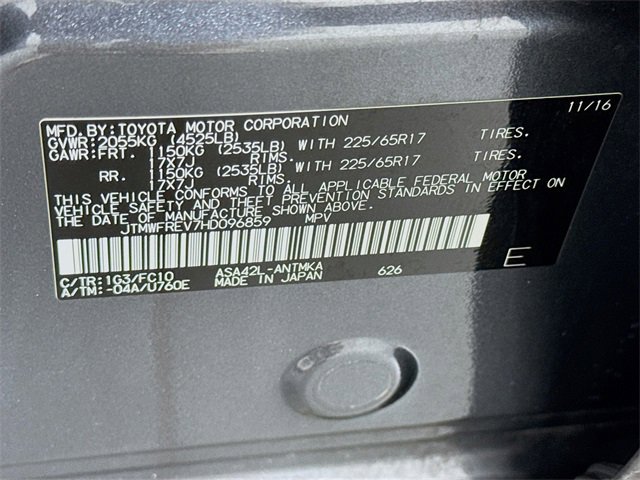 MFD.BY:TOYOTA MOTOR CORPORATION 11/16
GVWR:2055KG (4525LB)
GAWR:FRT. 1150KG (2535LB) WITH 225/65R17 TIRES.
17X7J RIMS.
RR. 1150KG (2535LB) WITH 225/65R17 TIRES.
17X7J RIMS.
THIS VEHICLE CONFORMS TO ALL APPLICABLE FEDERAL MOTOR
VEHICLE SAFETY AND THEFT PREVENTION STANDARDS IN EFFECT ON
THE DATE OF MANUFACTURE SHOWN ABOVE.
JTMWFREV7HD096859 MPV
C/TR:1G3/FC10 ASA42L-ANTMKA 626 E
A/TM:-04A/U760E MADE IN JAPAN